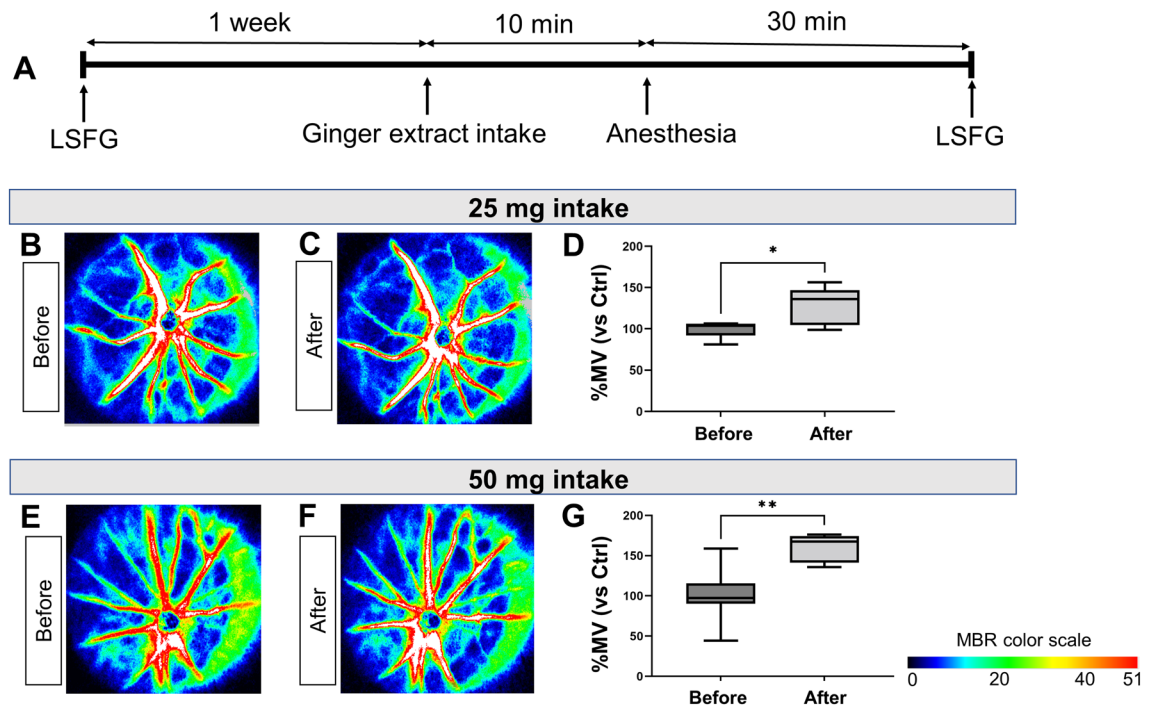 1 week
10 min
30 min
A
LSFG
Ginger extract intake
Anesthesia
LSFG
25 mg intake
B
Before
C
After
D
*
%MV (vs Ctrl)
200
150
100
50
0
Before
After
50 mg intake
E
Before
F
After
G
**
%MV (vs Ctrl)
200
150
100
50
0
Before
After
MBR color scale
0
20
40
51